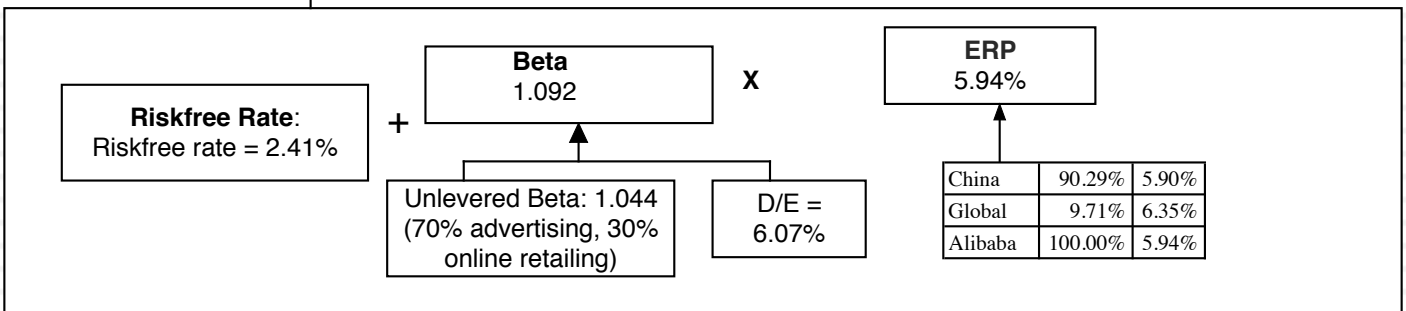 Riskfree Rate:
Riskfree rate = 2.41%
+
Beta
1.092
X
ERP
5.94%
Unlevered Beta: 1.044
(70% advertising, 30%
online retailing)
D/E =
6.07%
China 90.29% 5.90%
Global 9.71% 6.35%
Alibaba 100.00% 5.94%